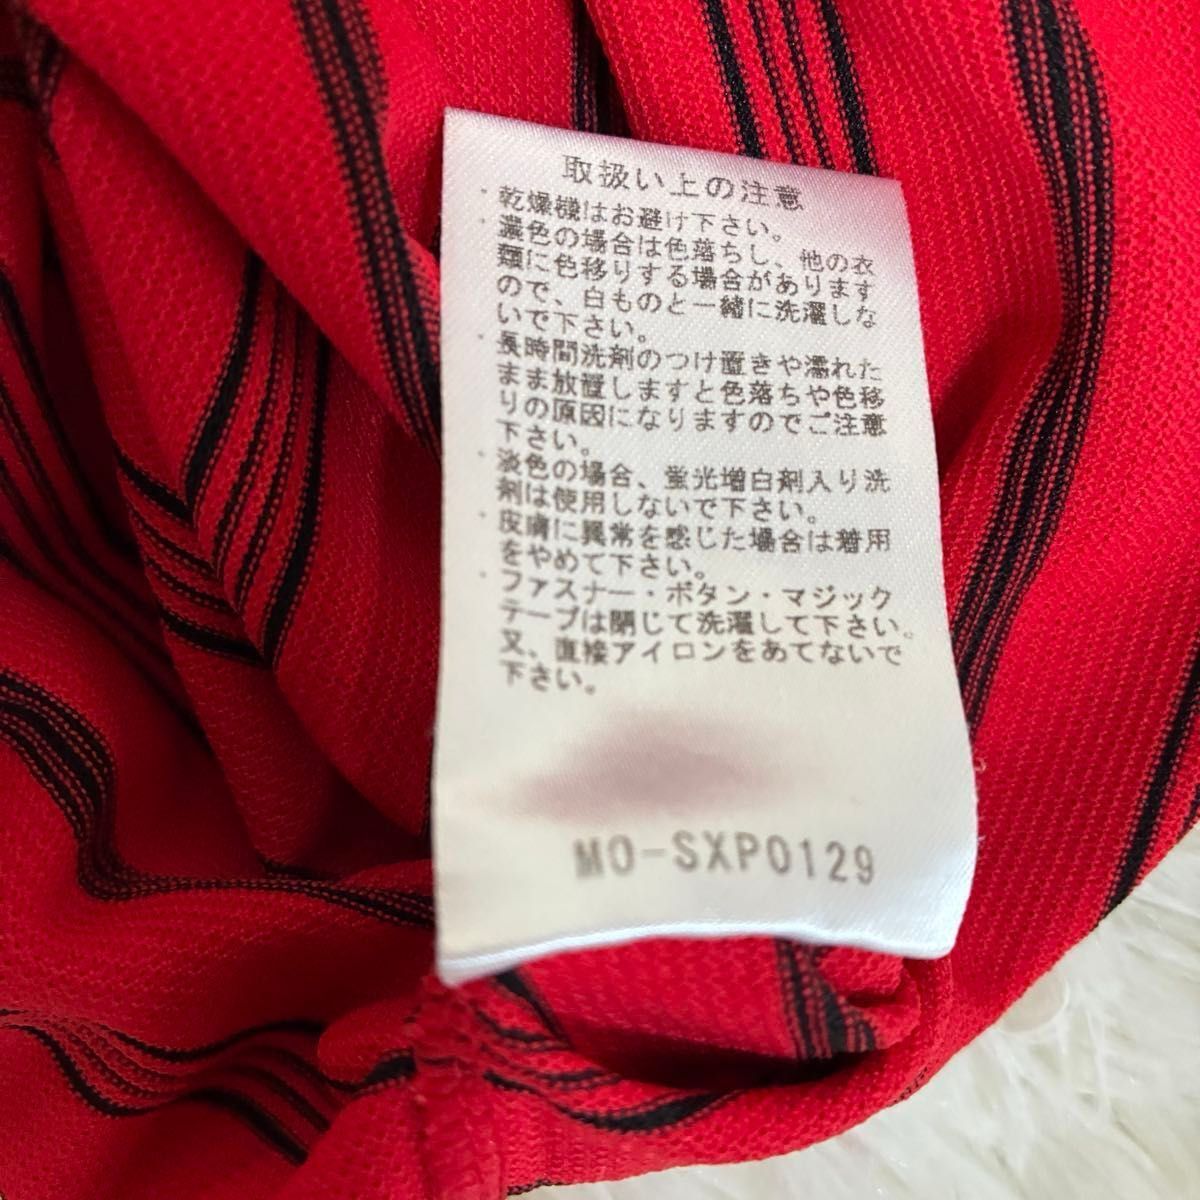 取扱い上の注意
・乾燥機はお避け下さい。
・濃色の場合は色落ちし、他の衣
類に色移りする場合があります
ので、白ものと一緒に洗濯しな
いで下さい。
・長時間洗剤のつけ置きや濡れた
まま放置しますと色落ちや色移
りの原因になりますのでご注意
下さい。
・淡色の場合、蛍光増白剤入り洗
剤は使用しないで下さい。
・皮膚に異常を感じた場合は着用
をやめて下さい。
・ファスナー・ボタン・マジック
テープは閉じて洗濯して下さい。
又、直接アイロンをあてないで
下さい。
MO-SXP0129